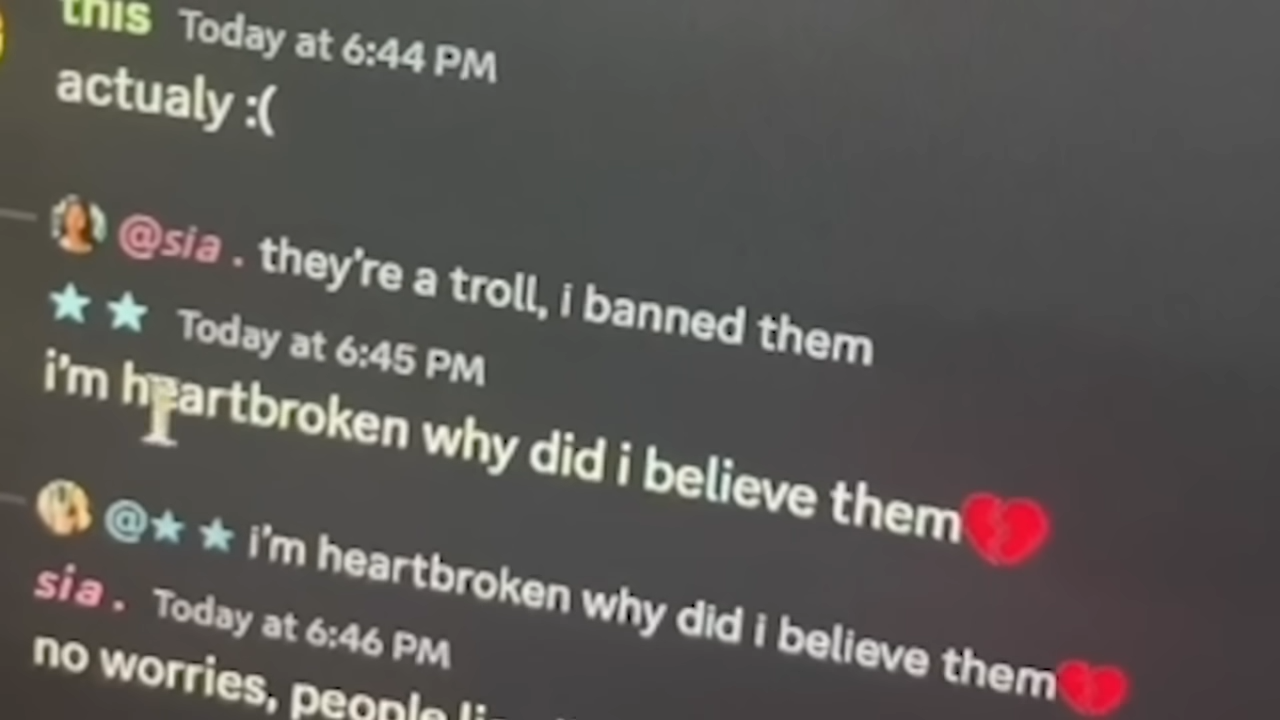 this Today at 6:44 PM
actualy :(
@sia . they're a troll, i banned them
★ ★ Today at 6:45 PM
i'm heartbroken why did i believe them💔
@★ ★ i'm heartbroken why did i believe them💔
sia . Today at 6:46 PM
no worries, people